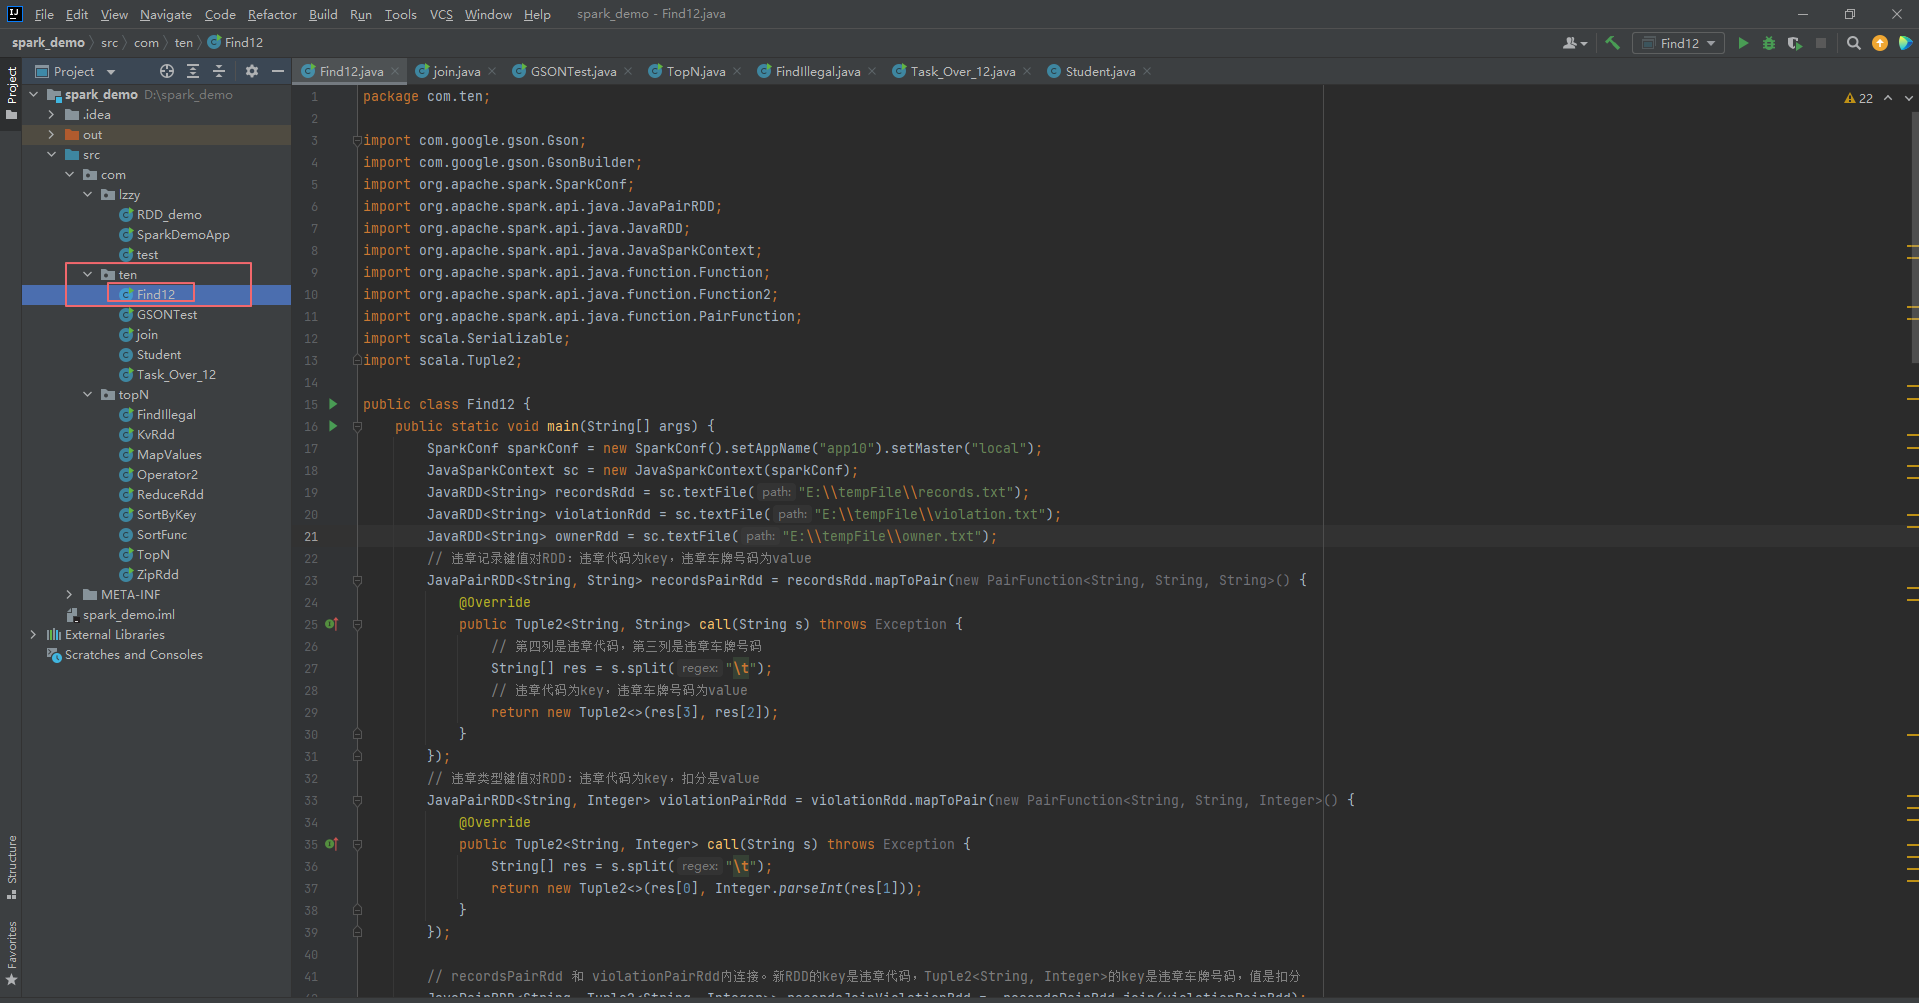 File Edit View Navigate Code Refactor Build Run Tools VCS Window Help spark_demo - Find12.java
spark_demo src com ten Find12
Find12
Project
Find12.java join.java GSONTest.java TopN.java FindIllegal.java Task_Over_12.java Student.java
Project
spark_demo D:\spark_demo
.idea
out
src
com
lzzy
RDD_demo
SparkDemoApp
test
ten
Find12
GSONTest
join
Student
Task_Over_12
topN
FindIllegal
KvRdd
MapValues
Operator2
ReduceRdd
SortByKey
SortFunc
TopN
ZipRdd
META-INF
spark_demo.iml
External Libraries
Scratches and Consoles
Structure
Favorites
22
1 package com.ten;
2
3 import com.google.gson.Gson;
4 import com.google.gson.GsonBuilder;
5 import org.apache.spark.SparkConf;
6 import org.apache.spark.api.java.JavaPairRDD;
7 import org.apache.spark.api.java.JavaRDD;
8 import org.apache.spark.api.java.JavaSparkContext;
9 import org.apache.spark.api.java.function.Function;
10 import org.apache.spark.api.java.function.Function2;
11 import org.apache.spark.api.java.function.PairFunction;
12 import scala.Serializable;
13 import scala.Tuple2;
14
15 public class Find12 {
16 public static void main(String[] args) {
17 SparkConf sparkConf = new SparkConf().setAppName("app10").setMaster("local");
18 JavaSparkContext sc = new JavaSparkContext(sparkConf);
19 JavaRDD<String> recordsRdd = sc.textFile( path: "E:\\tempFile\\records.txt");
20 JavaRDD<String> violationRdd = sc.textFile( path: "E:\\tempFile\\violation.txt");
21 JavaRDD<String> ownerRdd = sc.textFile( path: "E:\\tempFile\\owner.txt");
22 // 违章记录键值对RDD：违章代码为key，违章车牌号码为value
23 JavaPairRDD<String, String> recordsPairRdd = recordsRdd.mapToPair(new PairFunction<String, String, String>() {
24 @Override
25 public Tuple2<String, String> call(String s) throws Exception {
26 // 第四列是违章代码，第三列是违章车牌号码
27 String[] res = s.split( regex: "\t");
28 // 违章代码为key，违章车牌号码为value
29 return new Tuple2<>(res[3], res[2]);
30 }
31 });
32 // 违章类型键值对RDD：违章代码为key，扣分是value
33 JavaPairRDD<String, Integer> violationPairRdd = violationRdd.mapToPair(new PairFunction<String, String, Integer>() {
34 @Override
35 public Tuple2<String, Integer> call(String s) throws Exception {
36 String[] res = s.split( regex: "\t");
37 return new Tuple2<>(res[0], Integer.parseInt(res[1]));
38 }
39 });
40
41 // recordsPairRdd 和 violationPairRdd内连接。新RDD的key是违章代码，Tuple2<String, Integer>的key是违章车牌号码，值是扣分